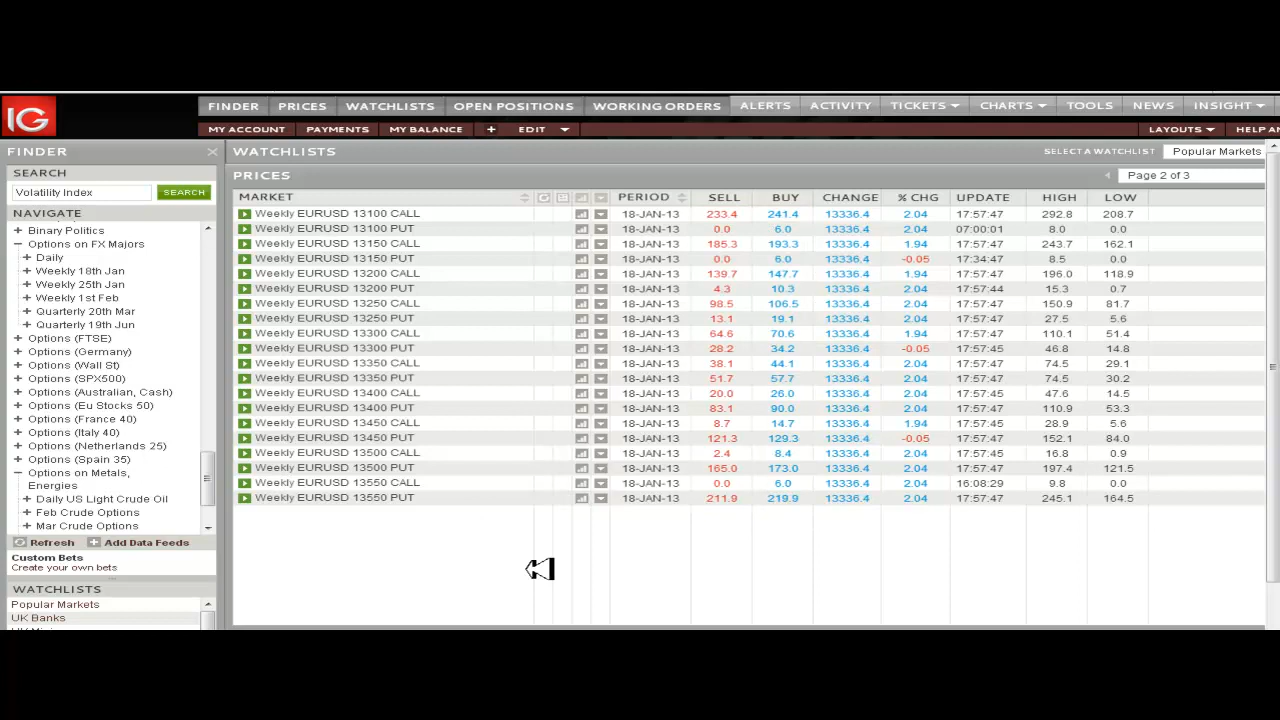 IG
FINDER PRICES WATCHLISTS OPEN POSITIONS WORKING ORDERS ALERTS ACTIVITY TICKETS CHARTS TOOLS NEWS INSIGHT
MY ACCOUNT PAYMENTS MY BALANCE + EDIT LAYOUTS HELP AN
FINDER
SEARCH
Volatility Index SEARCH
NAVIGATE
+ Binary Politics
− Options on FX Majors
+ Daily
+ Weekly 18th Jan
+ Weekly 25th Jan
+ Weekly 1st Feb
+ Quarterly 20th Mar
+ Quarterly 19th Jun
+ Options (FTSE)
+ Options (Germany)
+ Options (Wall St)
+ Options (SPX500)
+ Options (Australian, Cash)
+ Options (Eu Stocks 50)
+ Options (France 40)
+ Options (Italy 40)
+ Options (Netherlands 25)
+ Options (Spain 35)
− Options on Metals,
Energies
+ Daily US Light Crude Oil
+ Feb Crude Options
+ Mar Crude Options
Refresh + Add Data Feeds
Custom Bets
Create your own bets
WATCHLISTS
Popular Markets
UK Banks
WATCHLISTS SELECT A WATCHLIST Popular Markets
PRICES Page 2 of 3
MARKET PERIOD SELL BUY CHANGE % CHG UPDATE HIGH LOW
Weekly EURUSD 13100 CALL 18-JAN-13 233.4 241.4 13336.4 2.04 17:57:47 292.8 208.7
Weekly EURUSD 13100 PUT 18-JAN-13 0.0 6.0 13336.4 2.04 07:00:01 8.0 0.0
Weekly EURUSD 13150 CALL 18-JAN-13 185.3 193.3 13336.4 1.94 17:57:47 243.7 162.1
Weekly EURUSD 13150 PUT 18-JAN-13 0.0 6.0 13336.4 -0.05 17:34:47 8.5 0.0
Weekly EURUSD 13200 CALL 18-JAN-13 139.7 147.7 13336.4 1.94 17:57:47 196.0 118.9
Weekly EURUSD 13200 PUT 18-JAN-13 4.3 10.3 13336.4 2.04 17:57:44 15.3 0.7
Weekly EURUSD 13250 CALL 18-JAN-13 98.5 106.5 13336.4 2.04 17:57:47 150.9 81.7
Weekly EURUSD 13250 PUT 18-JAN-13 13.1 19.1 13336.4 2.04 17:57:47 27.5 5.6
Weekly EURUSD 13300 CALL 18-JAN-13 64.6 70.6 13336.4 1.94 17:57:47 110.1 51.4
Weekly EURUSD 13300 PUT 18-JAN-13 28.2 34.2 13336.4 -0.05 17:57:45 46.8 14.8
Weekly EURUSD 13350 CALL 18-JAN-13 38.1 44.1 13336.4 2.04 17:57:47 74.5 29.1
Weekly EURUSD 13350 PUT 18-JAN-13 51.7 57.7 13336.4 2.04 17:57:47 74.5 30.2
Weekly EURUSD 13400 CALL 18-JAN-13 20.0 26.0 13336.4 2.04 17:57:45 47.6 14.5
Weekly EURUSD 13400 PUT 18-JAN-13 83.1 90.0 13336.4 2.04 17:57:47 110.9 53.3
Weekly EURUSD 13450 CALL 18-JAN-13 8.7 14.7 13336.4 1.94 17:57:45 28.9 5.6
Weekly EURUSD 13450 PUT 18-JAN-13 121.3 129.3 13336.4 -0.05 17:57:47 152.1 84.0
Weekly EURUSD 13500 CALL 18-JAN-13 2.4 8.4 13336.4 2.04 17:57:45 16.8 0.9
Weekly EURUSD 13500 PUT 18-JAN-13 165.0 173.0 13336.4 2.04 17:57:47 197.4 121.5
Weekly EURUSD 13550 CALL 18-JAN-13 0.0 6.0 13336.4 2.04 16:08:29 9.8 0.0
Weekly EURUSD 13550 PUT 18-JAN-13 211.9 219.9 13336.4 2.04 17:57:47 245.1 164.5